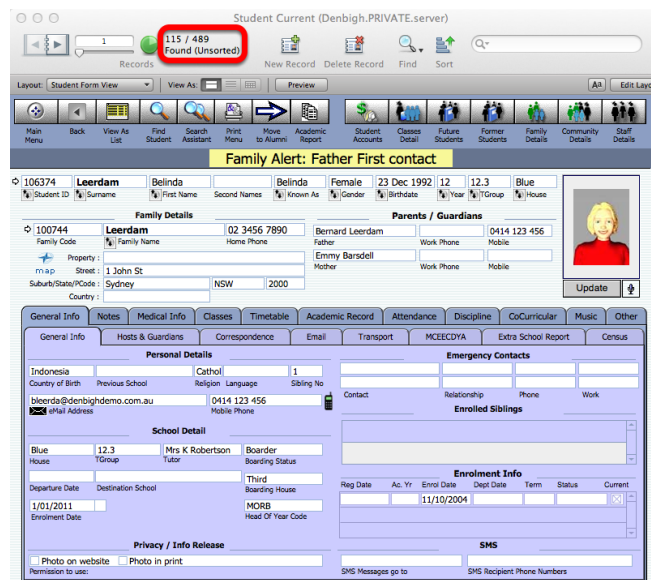 Student Current (Denbigh.PRIVATE.server)
1
115 / 489
Found (Unsorted)
Records
New Record Delete Record Find Sort
Layout: Student Form View View As: Preview Aa Edit Layo
Main Menu Back View As List Find Student Search Assistant Print Menu Move to Alumni Academic Report Student Accounts Classes Detail Future Students Former Students Family Details Community Details Staff Details
Family Alert: Father First contact
106374 Leerdam Belinda Belinda Female 23 Dec 1992 12 12.3 Blue
Student ID Surname First Name Second Names Known As Gender Birthdate Year TGroup House
Family Details
Parents / Guardians
100744 Leerdam 02 3456 7890 Bernard Leerdam 0414 123 456
Family Code Family Name Home Phone Father Work Phone Mobile
Property : Emmy Barsdell
map Street : 1 John St Mother Work Phone Mobile
Suburb/State/PCode : Sydney NSW 2000 Update
Country :
General Info Notes Medical Info Classes Timetable Academic Record Attendance Discipline CoCurricular Music Other
General Info Hosts & Guardians Correspondence Email Transport MCEECDYA Extra School Report Census
Personal Details
Emergency Contacts
Indonesia Cathol 1
Country of Birth Previous School Religion Language Sibling No
bleerda@denbighdemo.com.au 0414 123 456
eMail Address Mobile Phone
Contact Relationship Phone Work
Enrolled Siblings
School Detail
Blue 12.3 Mrs K Robertson Boarder
House TGroup Tutor Boarding Status
Third
Departure Date Destination School Boarding House
1/01/2011 MORB
Enrolment Date Head Of Year Code
Enrolment Info
Reg Date Ac. Yr Enrol Date Dept Date Term Status Current
11/10/2004
Privacy / Info Release
SMS
Photo on website Photo in print
Permission to use:
SMS Messages go to SMS Recipient Phone Numbers